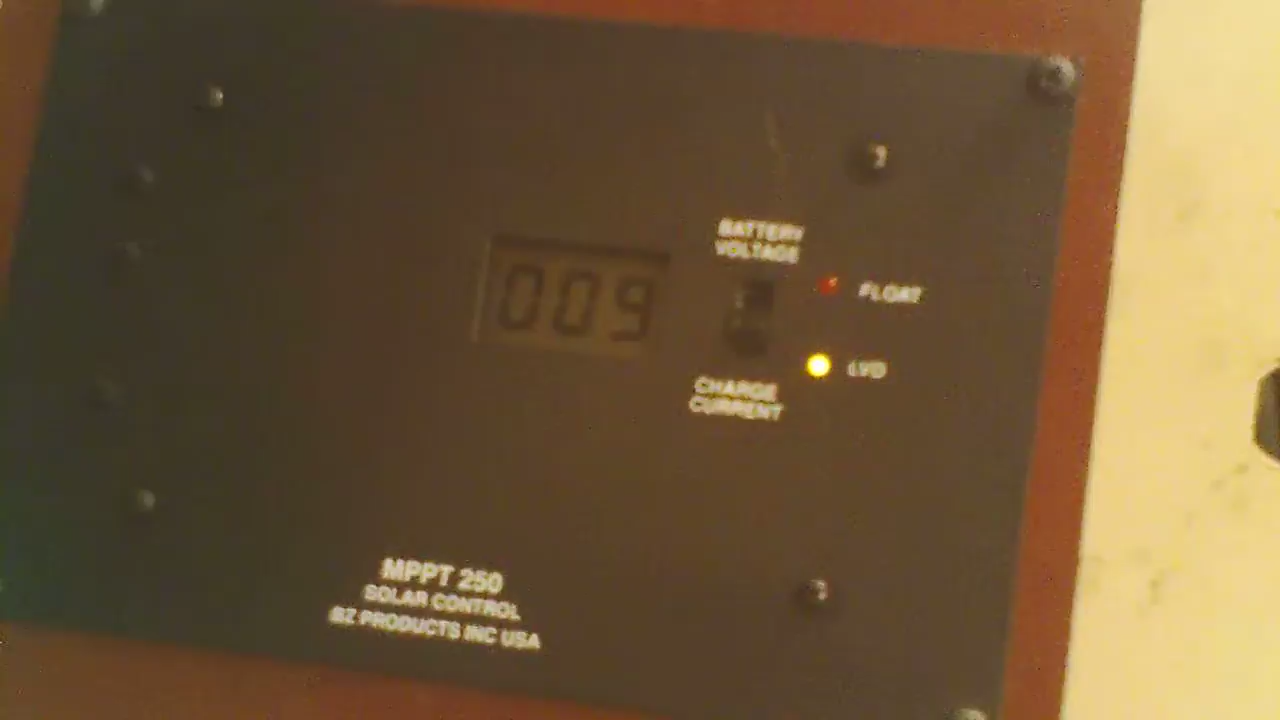 BATTERY
VOLTAGE
009
FLOAT
LVD
CHARGE
CURRENT
MPPT 250
SOLAR CONTROL
BZ PRODUCTS INC USA